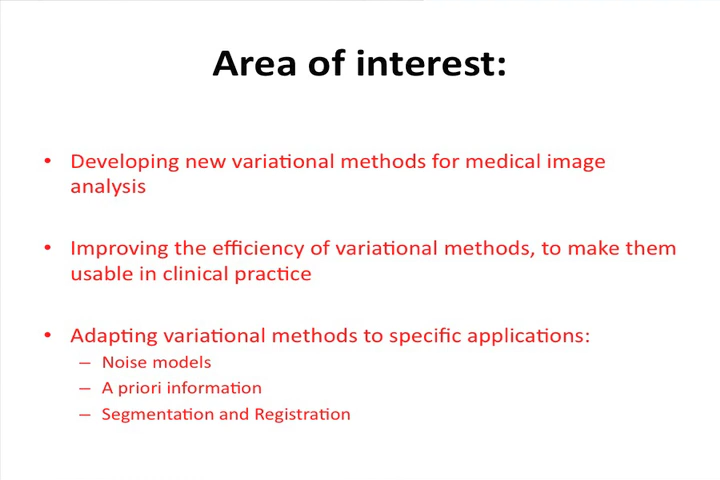 Area of interest:
• Developing new variational methods for medical image
analysis
• Improving the efficiency of variational methods, to make them
usable in clinical practice
• Adapting variational methods to specific applications:
– Noise models
– A priori information
– Segmentation and Registration